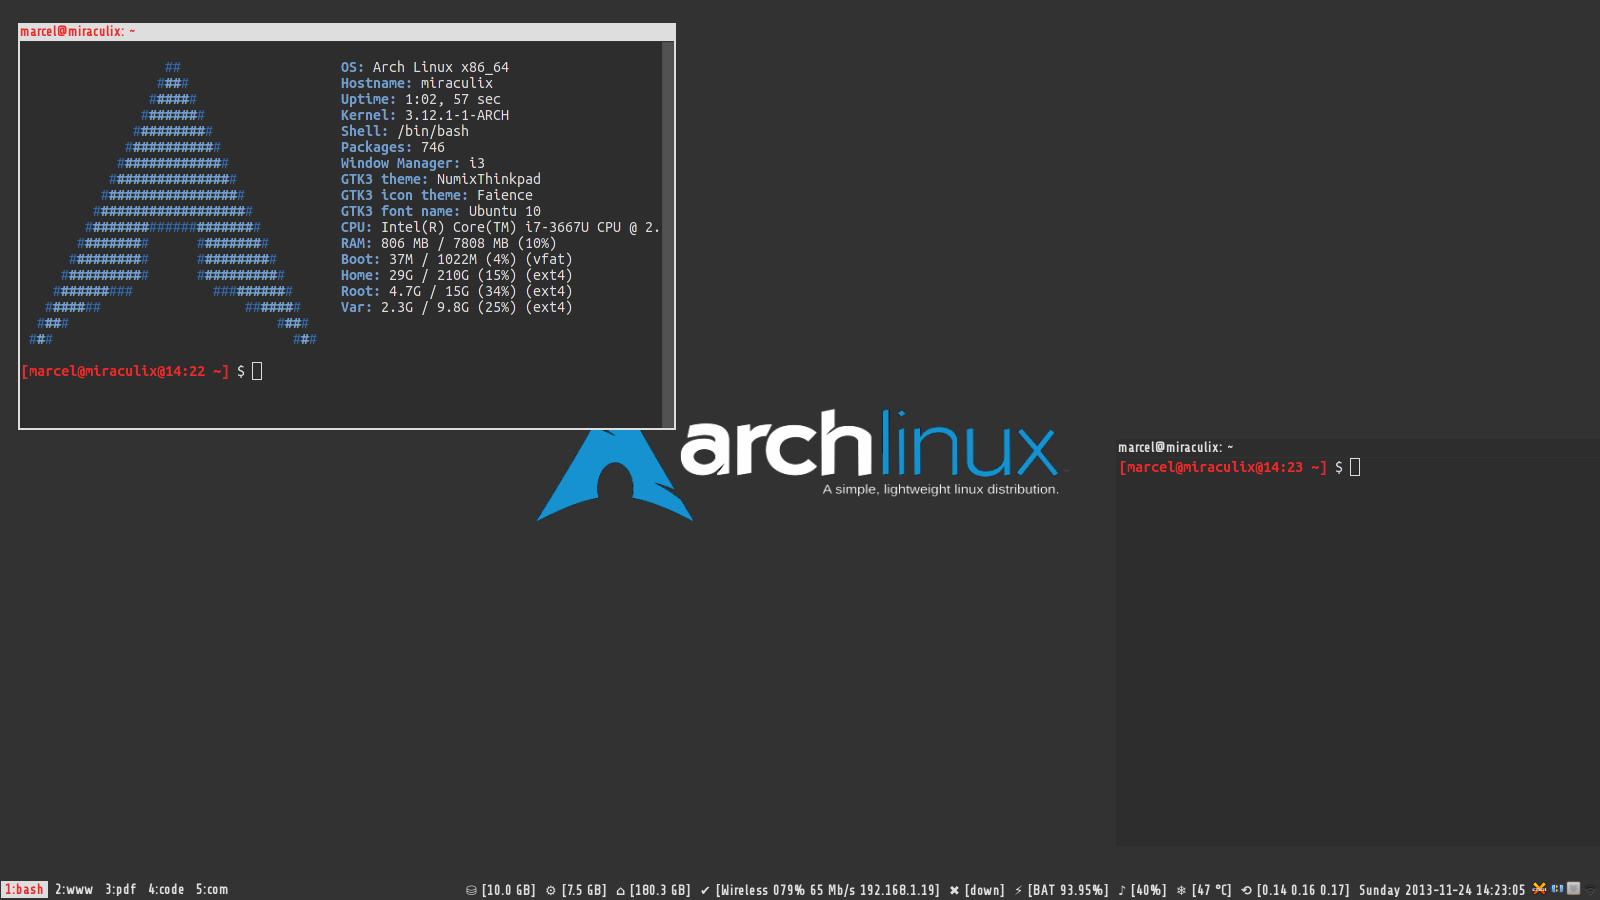 marcel@miraculix: ~
##
####
######
########
##########
############
##############
################
##################
####################
######################
######### #########
########## ##########
########### ###########
########## ##########
####### #######
#### ####
### ###
OS: Arch Linux x86_64
Hostname: miraculix
Uptime: 1:02, 57 sec
Kernel: 3.12.1-1-ARCH
Shell: /bin/bash
Packages: 746
Window Manager: i3
GTK3 theme: NumixThinkpad
GTK3 icon theme: Faience
GTK3 font name: Ubuntu 10
CPU: Intel(R) Core(TM) i7-3667U CPU @ 2.
RAM: 806 MB / 7808 MB (10%)
Boot: 37M / 1022M (4%) (vfat)
Home: 29G / 210G (15%) (ext4)
Root: 4.7G / 15G (34%) (ext4)
Var: 2.3G / 9.8G (25%) (ext4)
[marcel@miraculix@14:22 ~] $
archlinux
A simple, lightweight linux distribution.
marcel@miraculix: ~
[marcel@miraculix@14:23 ~] $
1:bash 2:www 3:pdf 4:code 5:com
[10.0 GB] ⚙ [7.5 GB] ⌂ [180.3 GB] ✔ [Wireless 079% 65 Mb/s 192.168.1.19] ✖ [down] ⚡ [BAT 93.95%] ♪ [40%] ❄ [47 °C] ⟲ [0.14 0.16 0.17] Sunday 2013-11-24 14:23:05